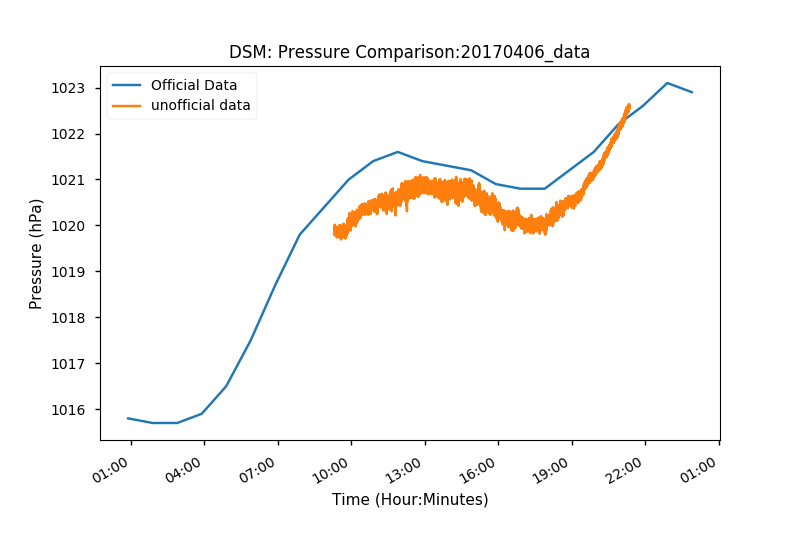 DSM: Pressure Comparison:20170406_data
Official Data
unofficial data
1023
1022
1021
1020
1019
1018
1017
1016
Pressure (hPa)
01:00 04:00 07:00 10:00 13:00 16:00 19:00 22:00 01:00
Time (Hour:Minutes)